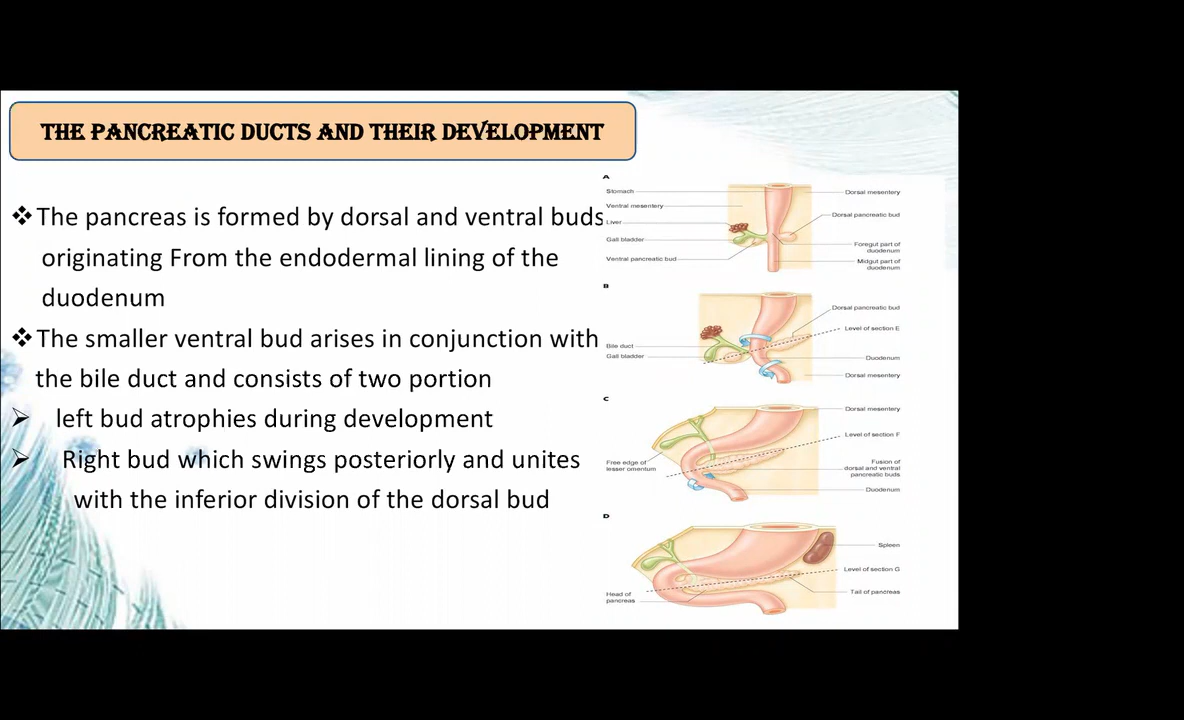 THE PANCREATIC DUCTS AND THEIR DEVELOPMENT
❖The pancreas is formed by dorsal and ventral buds
originating From the endodermal lining of the
duodenum
❖The smaller ventral bud arises in conjunction with
the bile duct and consists of two portion
➢ left bud atrophies during development
➢ Right bud which swings posteriorly and unites
with the inferior division of the dorsal bud
A
Stomach
Ventral mesentery
Liver
Gall bladder
Ventral pancreatic bud
Dorsal mesentery
Dorsal pancreatic bud
Foregut part of
duodenum
Midgut part of
duodenum
B
Bile duct
Gall bladder
Dorsal pancreatic bud
Level of section E
Duodenum
Dorsal mesentery
C
Free edge of
lesser omentum
Dorsal mesentery
Level of section F
Fusion of
dorsal and ventral
pancreatic buds
Duodenum
D
Head of
pancreas
Spleen
Level of section G
Tail of pancreas